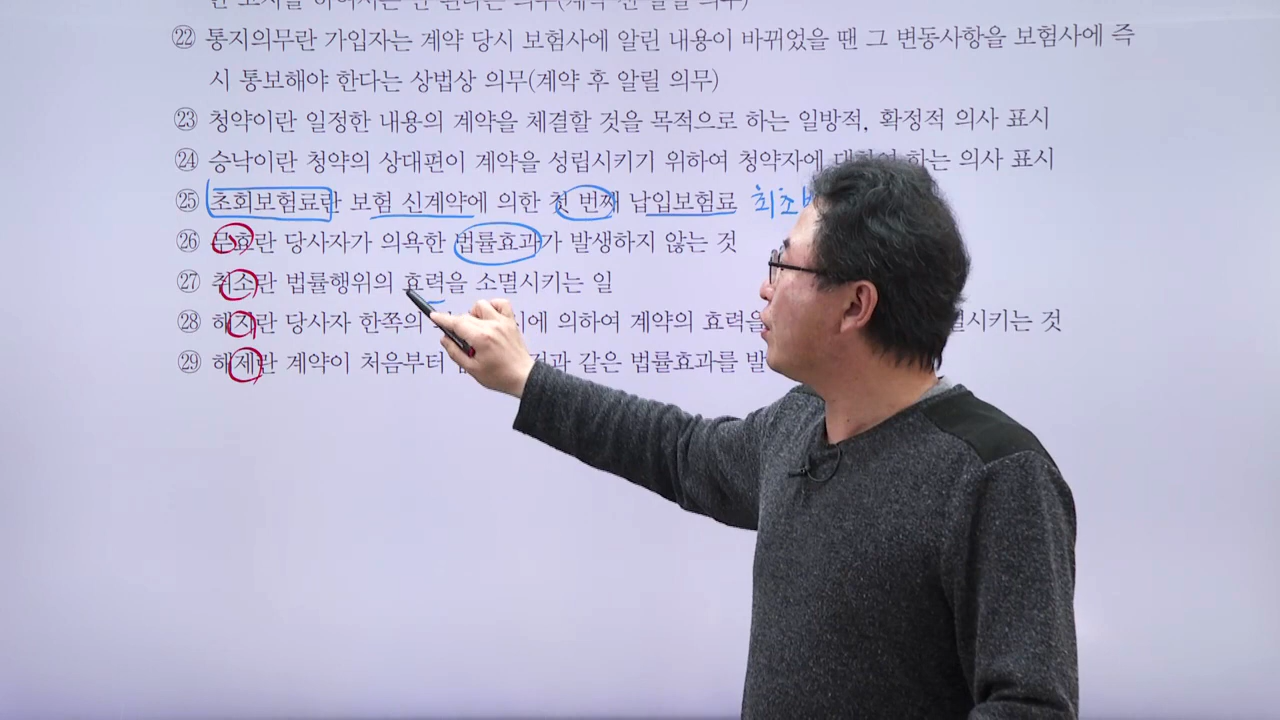 ㉒ 통지의무란 가입자는 계약 당시 보험사에 알린 내용이 바뀌었을 땐 그 변동사항을 보험사에 즉
시 통보해야 한다는 상법상 의무(계약 후 알릴 의무)
㉓ 청약이란 일정한 내용의 계약을 체결할 것을 목적으로 하는 일방적, 확정적 의사 표시
㉔ 승낙이란 청약의 상대편이 계약을 성립시키기 위하여 청약자에 대하여 하는 의사 표시
㉕ 초회보험료란 보험 신계약에 의한 첫 번째 납입보험료 최초
㉖ 무효란 당사자가 의욕한 법률효과가 발생하지 않는 것
㉗ 취소란 법률행위의 효력을 소멸시키는 일
㉘ 해지란 당사자 한쪽의 에 의하여 계약의 효력을 시키는 것
㉙ 해제란 계약이 처음부터 같은 법률효과를 발